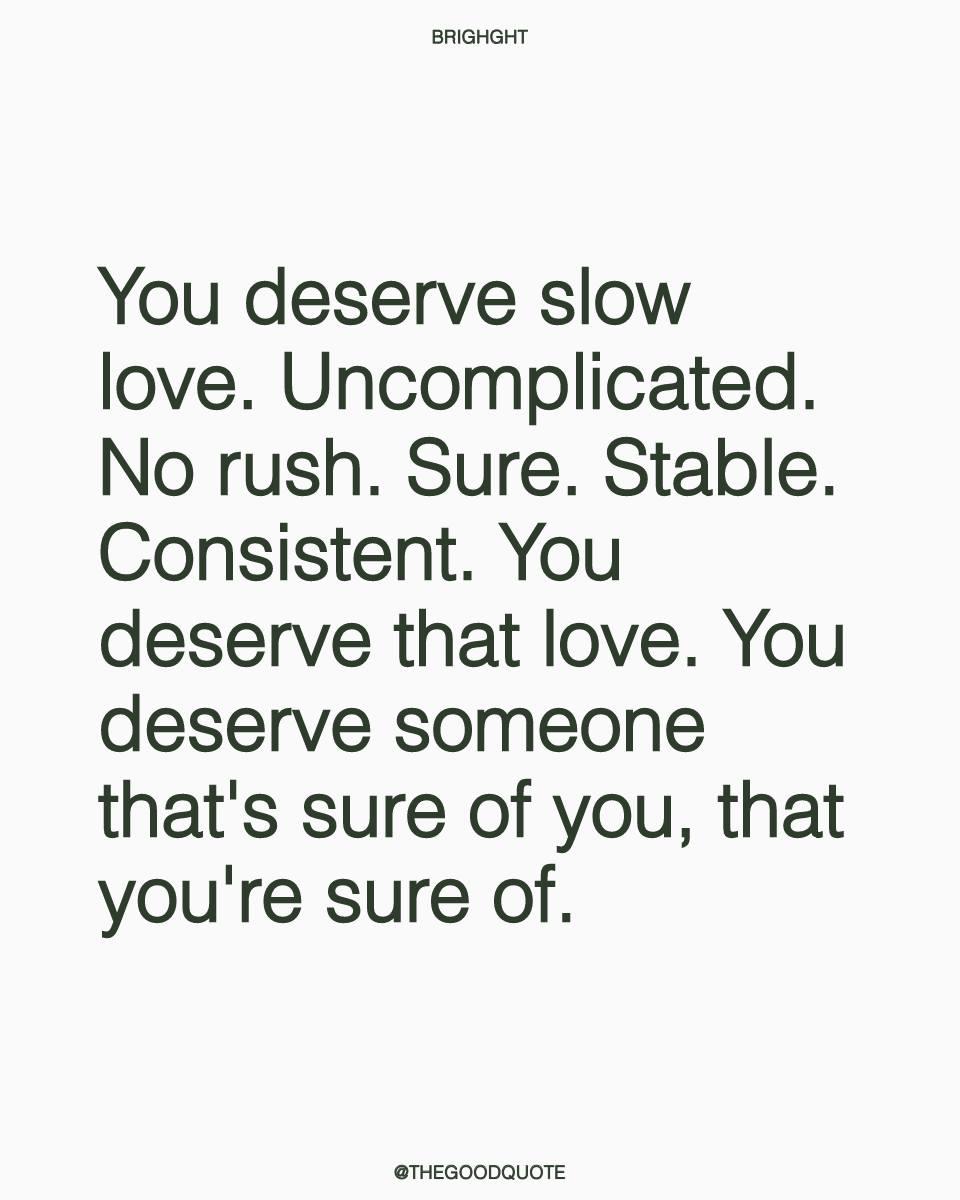 BRIGHGHT
You deserve slow
love. Uncomplicated.
No rush. Sure. Stable.
Consistent. You
deserve that love. You
deserve someone
that's sure of you, that
you're sure of.
@THEGOODQUOTE